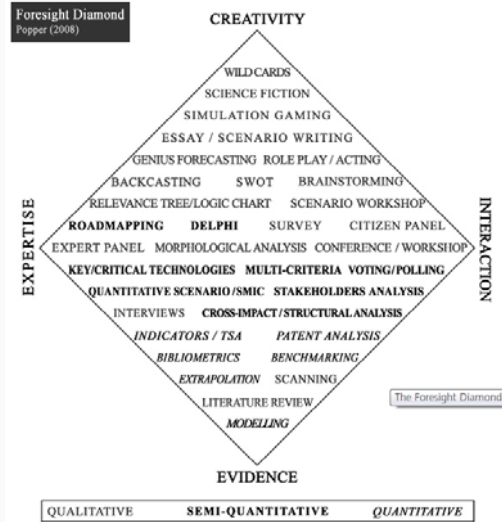 Foresight Diamond
Popper (2008)
CREATIVITY
WILD CARDS
SCIENCE FICTION
SIMULATION GAMING
ESSAY / SCENARIO WRITING
GENIUS FORECASTING ROLE PLAY / ACTING
BACKCASTING SWOT BRAINSTORMING
RELEVANCE TREE/LOGIC CHART SCENARIO WORKSHOP
ROADMAPPING DELPHI SURVEY CITIZEN PANEL
EXPERT PANEL MORPHOLOGICAL ANALYSIS CONFERENCE / WORKSHOP
KEY/CRITICAL TECHNOLOGIES MULTI-CRITERIA VOTING/POLLING
QUANTITATIVE SCENARIO/SMIC STAKEHOLDERS ANALYSIS
INTERVIEWS CROSS-IMPACT / STRUCTURAL ANALYSIS
INDICATORS / TSA PATENT ANALYSIS
BIBLIOMETRICS BENCHMARKING
EXTRAPOLATION SCANNING
LITERATURE REVIEW
MODELLING
EXPERTISE
INTERACTION
The Foresight Diamond
EVIDENCE
QUALITATIVE SEMI-QUANTITATIVE QUANTITATIVE